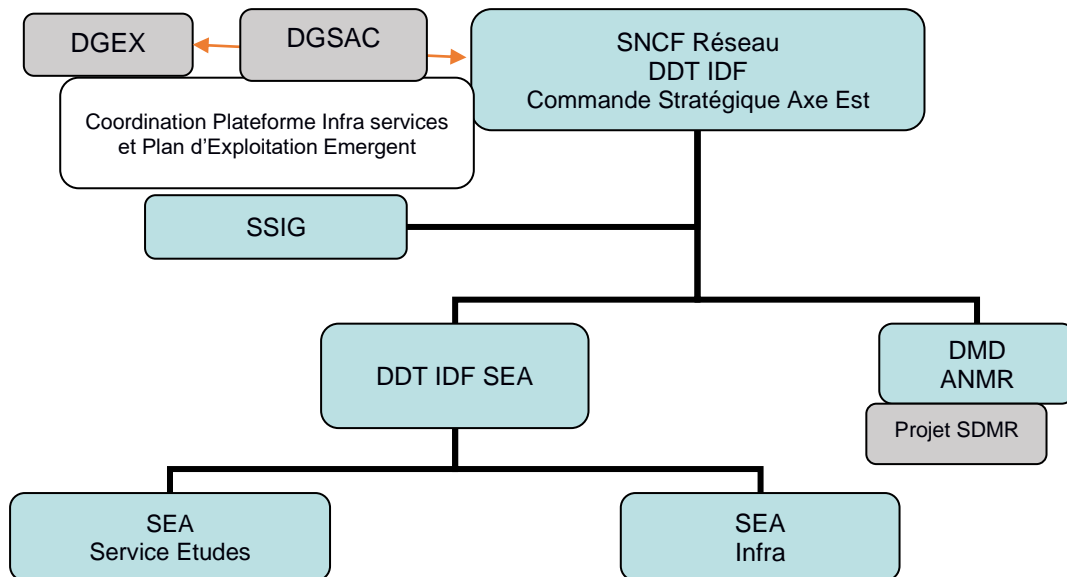 DGEX
DGSAC
SNCF Réseau
DDT IDF
Commande Stratégique Axe Est
Coordination Plateforme Infra services
et Plan d’Exploitation Emergent
SSIG
DDT IDF SEA
DMD
ANMR
Projet SDMR
SEA
Service Etudes
SEA
Infra